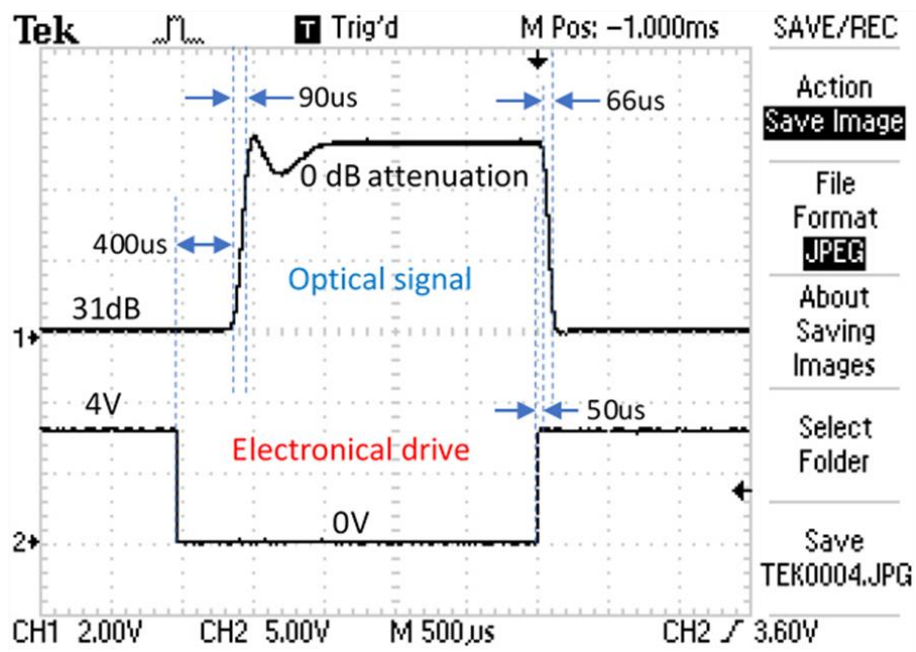 Tek T Trig'd M Pos: -1.000ms SAVE/REC
Action
Save Image
File
Format
JPEG
About
Saving
Images
Select
Folder
Save
TEK0004.JPG
90us
66us
0 dB attenuation
400us
Optical signal
31dB
1
4V
50us
Electronical drive
0V
2
CH1 2.00V CH2 5.00V M 500µs CH2 / 3.60V